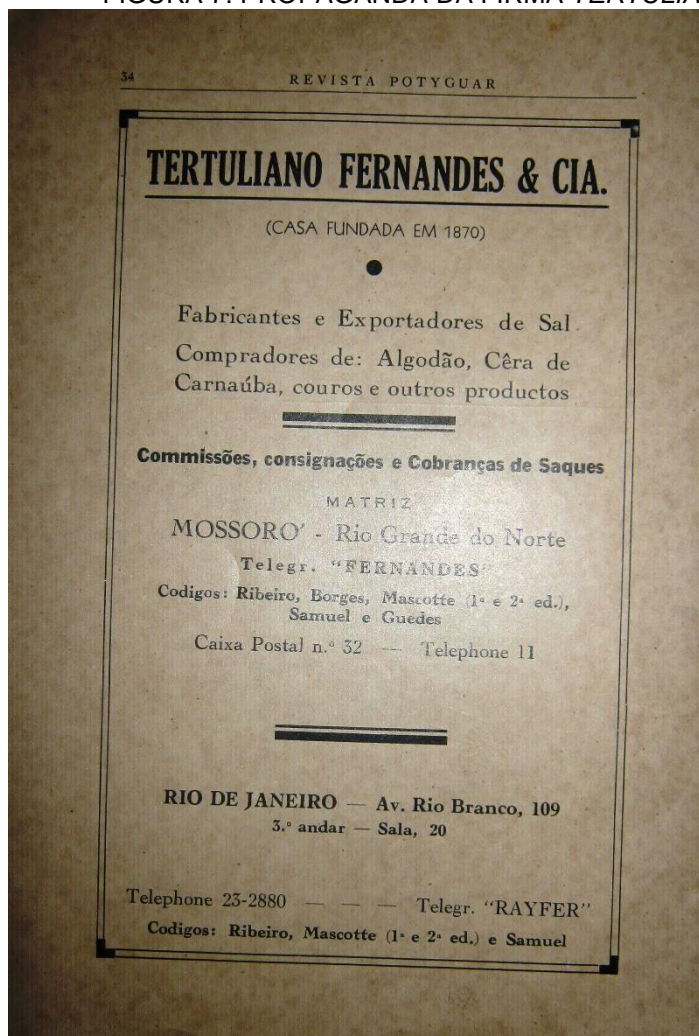 34
REVISTA POTYGUAR
TERTULIANO FERNANDES & CIA.
(CASA FUNDADA EM 1870)
Fabricantes e Exportadores de Sal.
Compradores de: Algodão, Cêra de
Carnaúba, couros e outros productos
Commissões, consignações e Cobranças de Saques
MATRIZ
MOSSORO' - Rio Grande do Norte
Telegr. "FERNANDES"
Codigos: Ribeiro, Borges, Mascotte (1ª e 2ª ed.),
Samuel e Guedes
Caixa Postal n.º 32 — Telephone 11
RIO DE JANEIRO — Av. Rio Branco, 109
3.º andar — Sala, 20
Telephone 23-2880 — — — Telegr. "RAYFER"
Codigos: Ribeiro, Mascotte (1ª e 2ª ed.) e Samuel